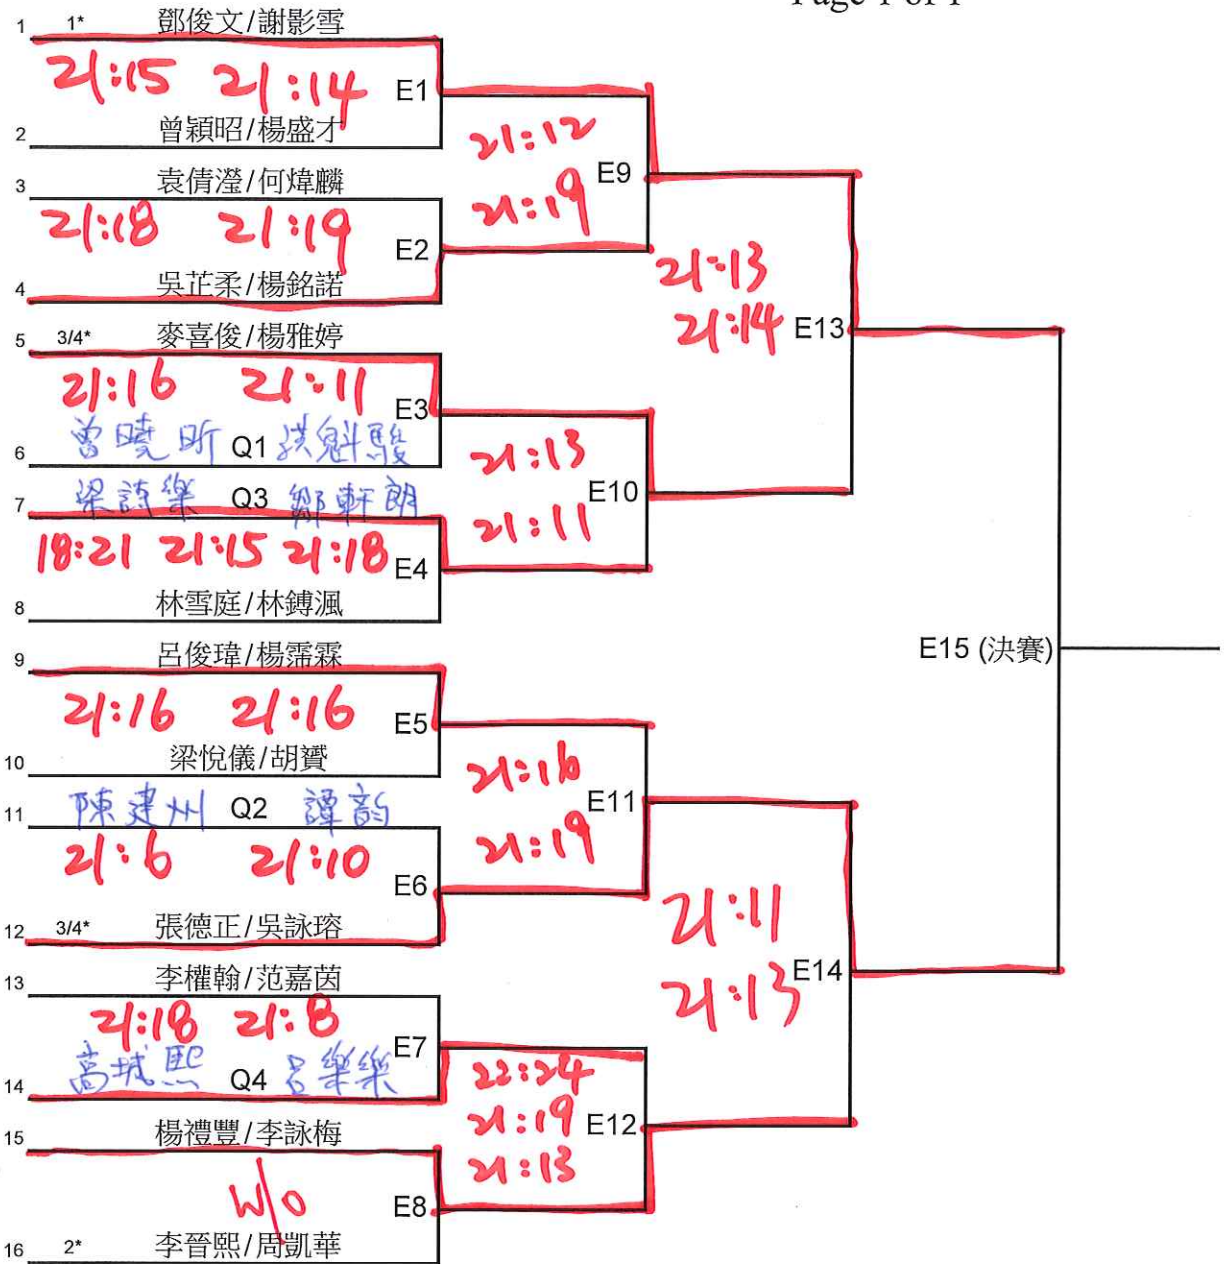 Page 1 of 1
1 1* 鄧俊文/謝影雪
21:15 21:14 E1
2 曾穎昭/楊盛才
21:12
3 袁倩瀅/何煒麟
E9
21:18 21:19 E2
21:19
4 吳芷柔/楊銘諾
21:13
21:14 E13
5 3/4* 麥喜俊/楊雅婷
21:16 21:11 E3
6 曾曉昕 Q1 洪魁駿
21:13
7 梁詩樂 Q3 鄒軒朗
E10
21:11
18:21 21:15 21:18 E4
8 林雪庭/林鎛渢
E15 (決賽)
9 呂俊瑋/楊霈霖
21:16 21:16 E5
10 梁悅儀/胡贇
21:16
11 陳建州 Q2 譚韵
E11
21:19
21:6 21:10 E6
12 3/4* 張德正/吳詠瑢
21:11
21:13 E14
13 李權翰/范嘉茵
21:18 21:8 E7
14 高城熙 Q4 呂樂樂
22:24
21:19 E12
21:13
15 楊禮豐/李詠梅
W/O E8
16 2* 李晉熙/周凱華